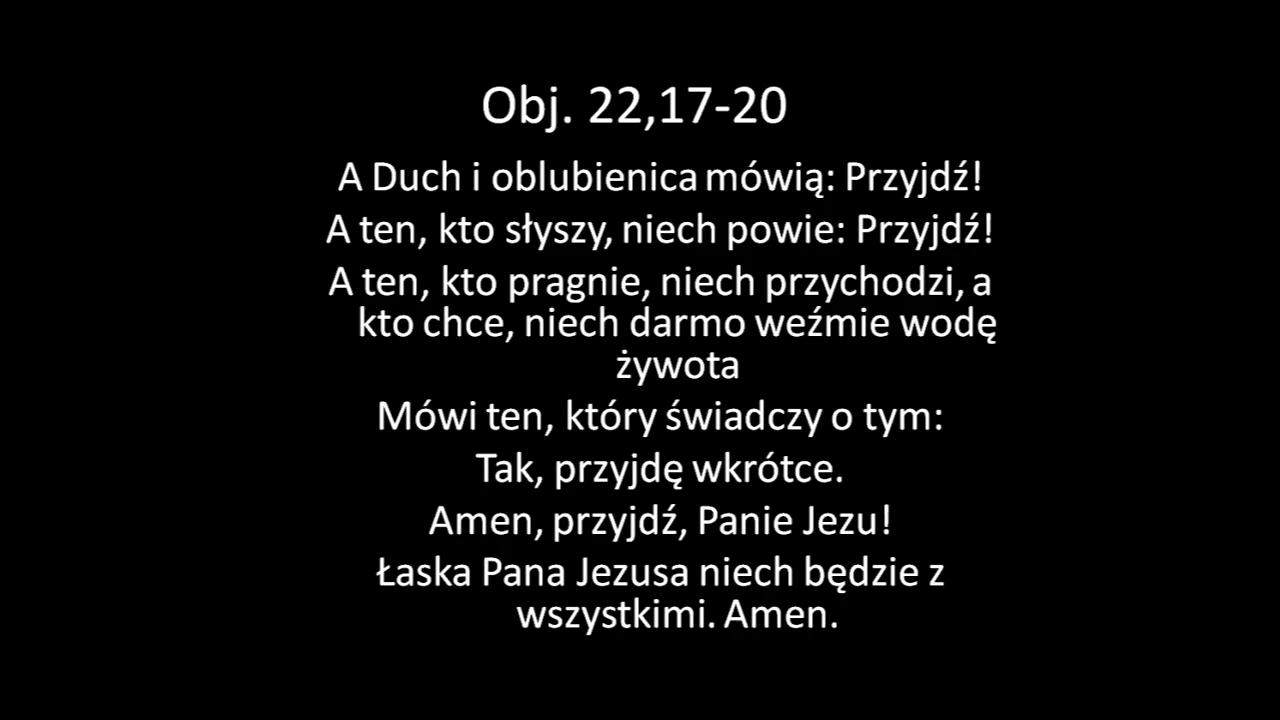 Obj. 22,17-20
A Duch i oblubienica mówią: Przyjdź!
A ten, kto słyszy, niech powie: Przyjdź!
A ten, kto pragnie, niech przychodzi, a
kto chce, niech darmo weźmie wodę
żywota
Mówi ten, który świadczy o tym:
Tak, przyjdę wkrótce.
Amen, przyjdź, Panie Jezu!
Łaska Pana Jezusa niech będzie z
wszystkimi. Amen.